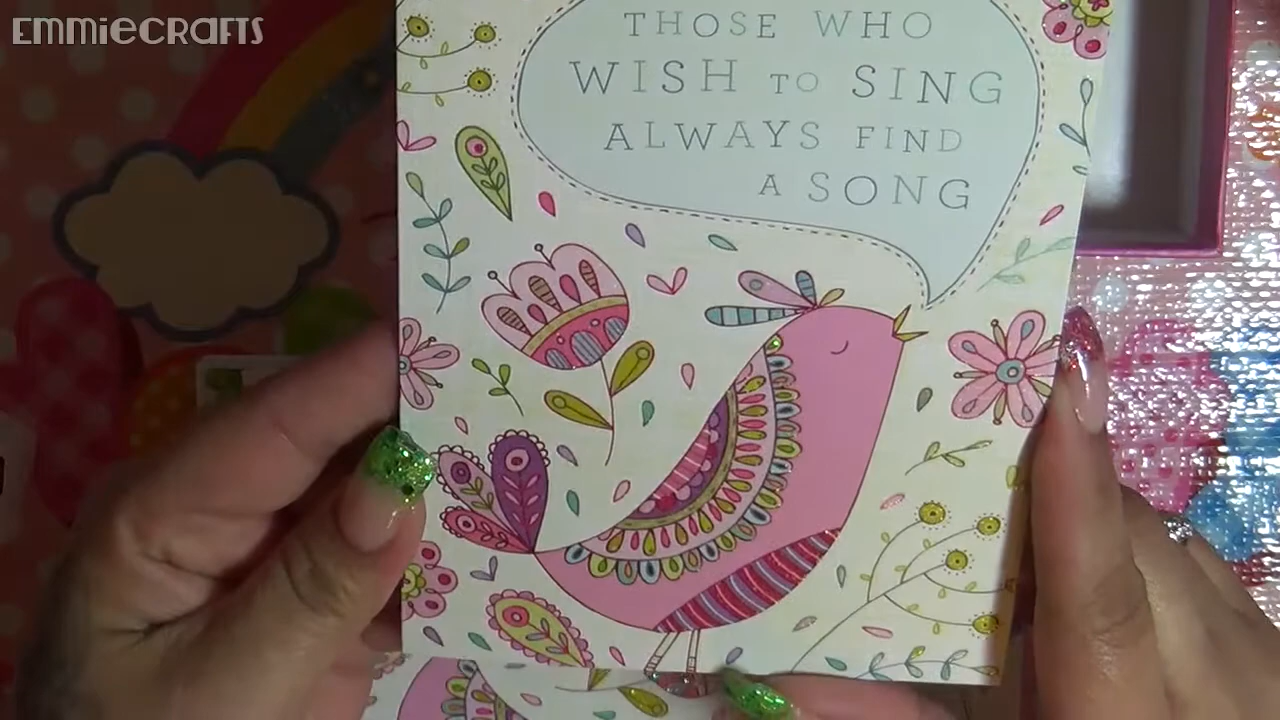 EMMIECRAFTS
THOSE WHO
WISH TO SING
ALWAYS FIND
A SONG